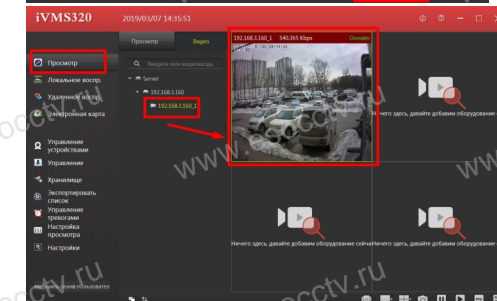 iVMS320
2019/03/07 14:35:51
Просмотр
Видео
192.168.3.160_1 540.365 Kbps Онлайн
Просмотр
Введите имя видеовхода
Локальное воспр.
Server
Удаленное воспр.
192.168.3.160
Электронная карта
192.168.3.160_1
Ничего здесь, давайте добавим оборудование
Управление
устройствами
Управление
Хранилище
Экспортировать
список
Управление
тревогами
Настройка
просмотра
Настройки
Ничего здесь, давайте добавим оборудование сейча
Ничего здесь, давайте добавим оборудование